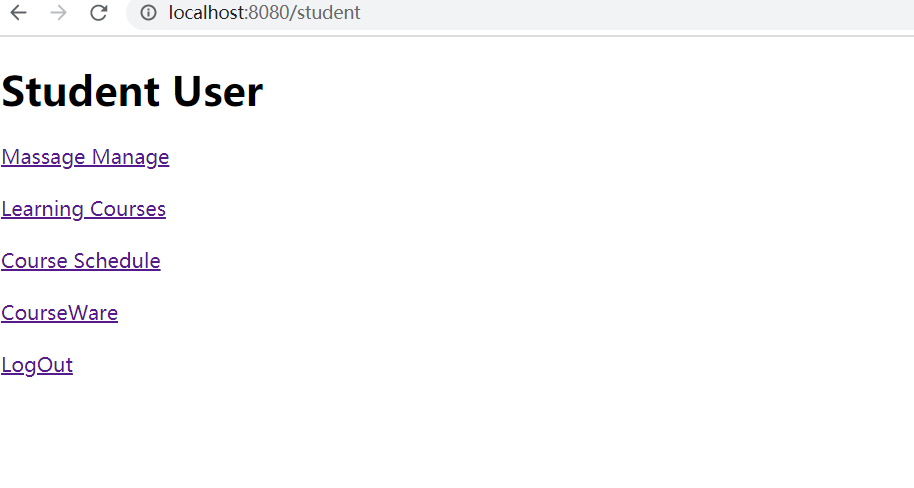 localhost:8080/student
Student User
Massage Manage
Learning Courses
Course Schedule
CourseWare
LogOut